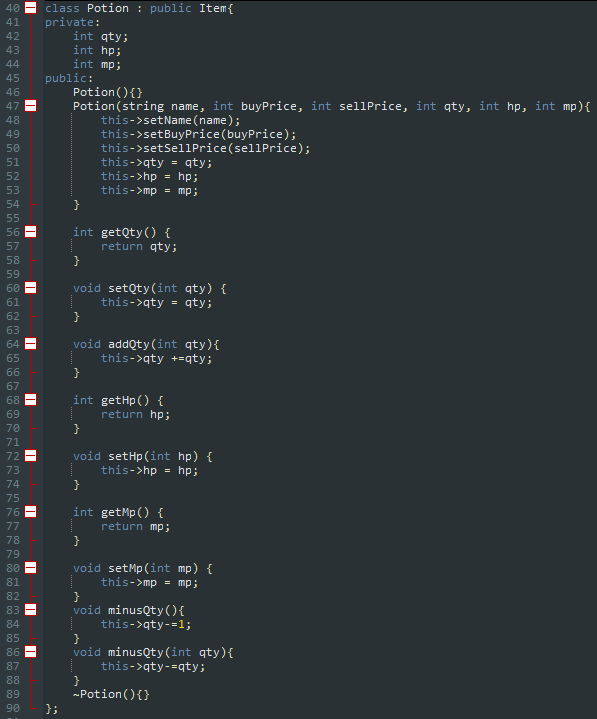 40 class Potion : public Item{
41 private:
42     int qty;
43     int hp;
44     int mp;
45 public:
46     Potion(){}
47     Potion(string name, int buyPrice, int sellPrice, int qty, int hp, int mp){
48         this->setName(name);
49         this->setBuyPrice(buyPrice);
50         this->setSellPrice(sellPrice);
51         this->qty = qty;
52         this->hp = hp;
53         this->mp = mp;
54     }
55
56     int getQty() {
57         return qty;
58     }
59
60     void setQty(int qty) {
61         this->qty = qty;
62     }
63
64     void addQty(int qty){
65         this->qty +=qty;
66     }
67
68     int getHp() {
69         return hp;
70     }
71
72     void setHp(int hp) {
73         this->hp = hp;
74     }
75
76     int getMp() {
77         return mp;
78     }
79
80     void setMp(int mp) {
81         this->mp = mp;
82     }
83     void minusQty(){
84         this->qty-=1;
85     }
86     void minusQty(int qty){
87         this->qty-=qty;
88     }
89     ~Potion(){}
90 };